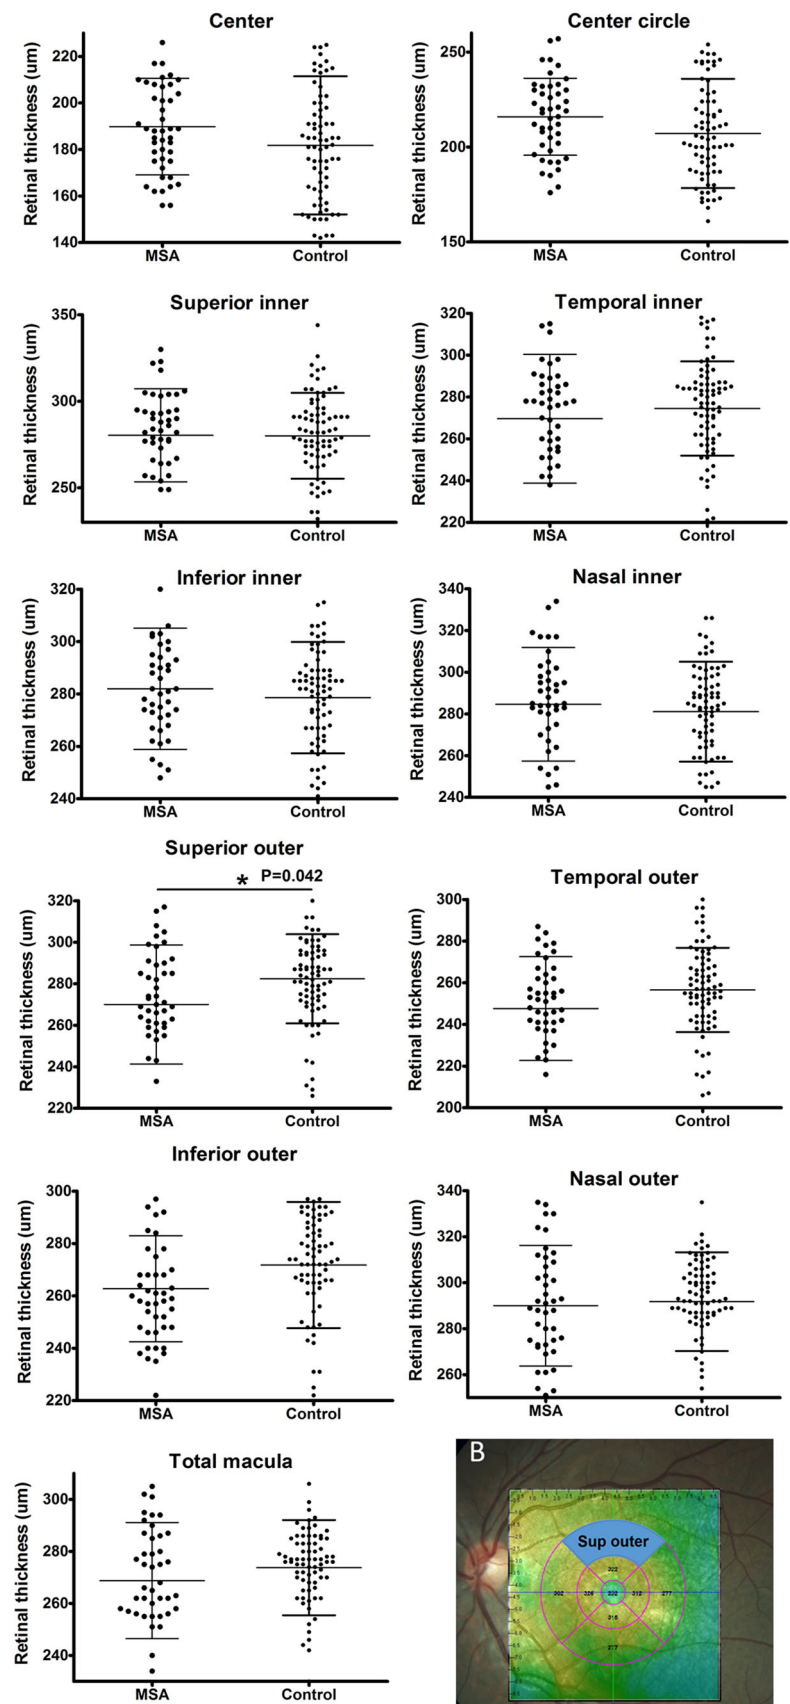 Center
Retinal thickness (um)
220
200
180
160
140
MSA
Control
Center circle
Retinal thickness (um)
250
200
150
MSA
Control
Superior inner
Retinal thickness (um)
350
300
250
MSA
Control
Temporal inner
Retinal thickness (um)
320
300
280
260
240
220
MSA
Control
Inferior inner
Retinal thickness (um)
320
300
280
260
240
MSA
Control
Nasal inner
Retinal thickness (um)
340
320
300
280
260
240
MSA
Control
Superior outer
* P=0.042
Retinal thickness (um)
320
300
280
260
240
220
MSA
Control
Temporal outer
Retinal thickness (um)
300
280
260
240
220
200
MSA
Control
Inferior outer
Retinal thickness (um)
300
280
260
240
220
MSA
Control
Nasal outer
Retinal thickness (um)
340
320
300
280
260
MSA
Control
Total macula
Retinal thickness (um)
300
280
260
240
MSA
Control
B
Sup outer
322
312
277
316